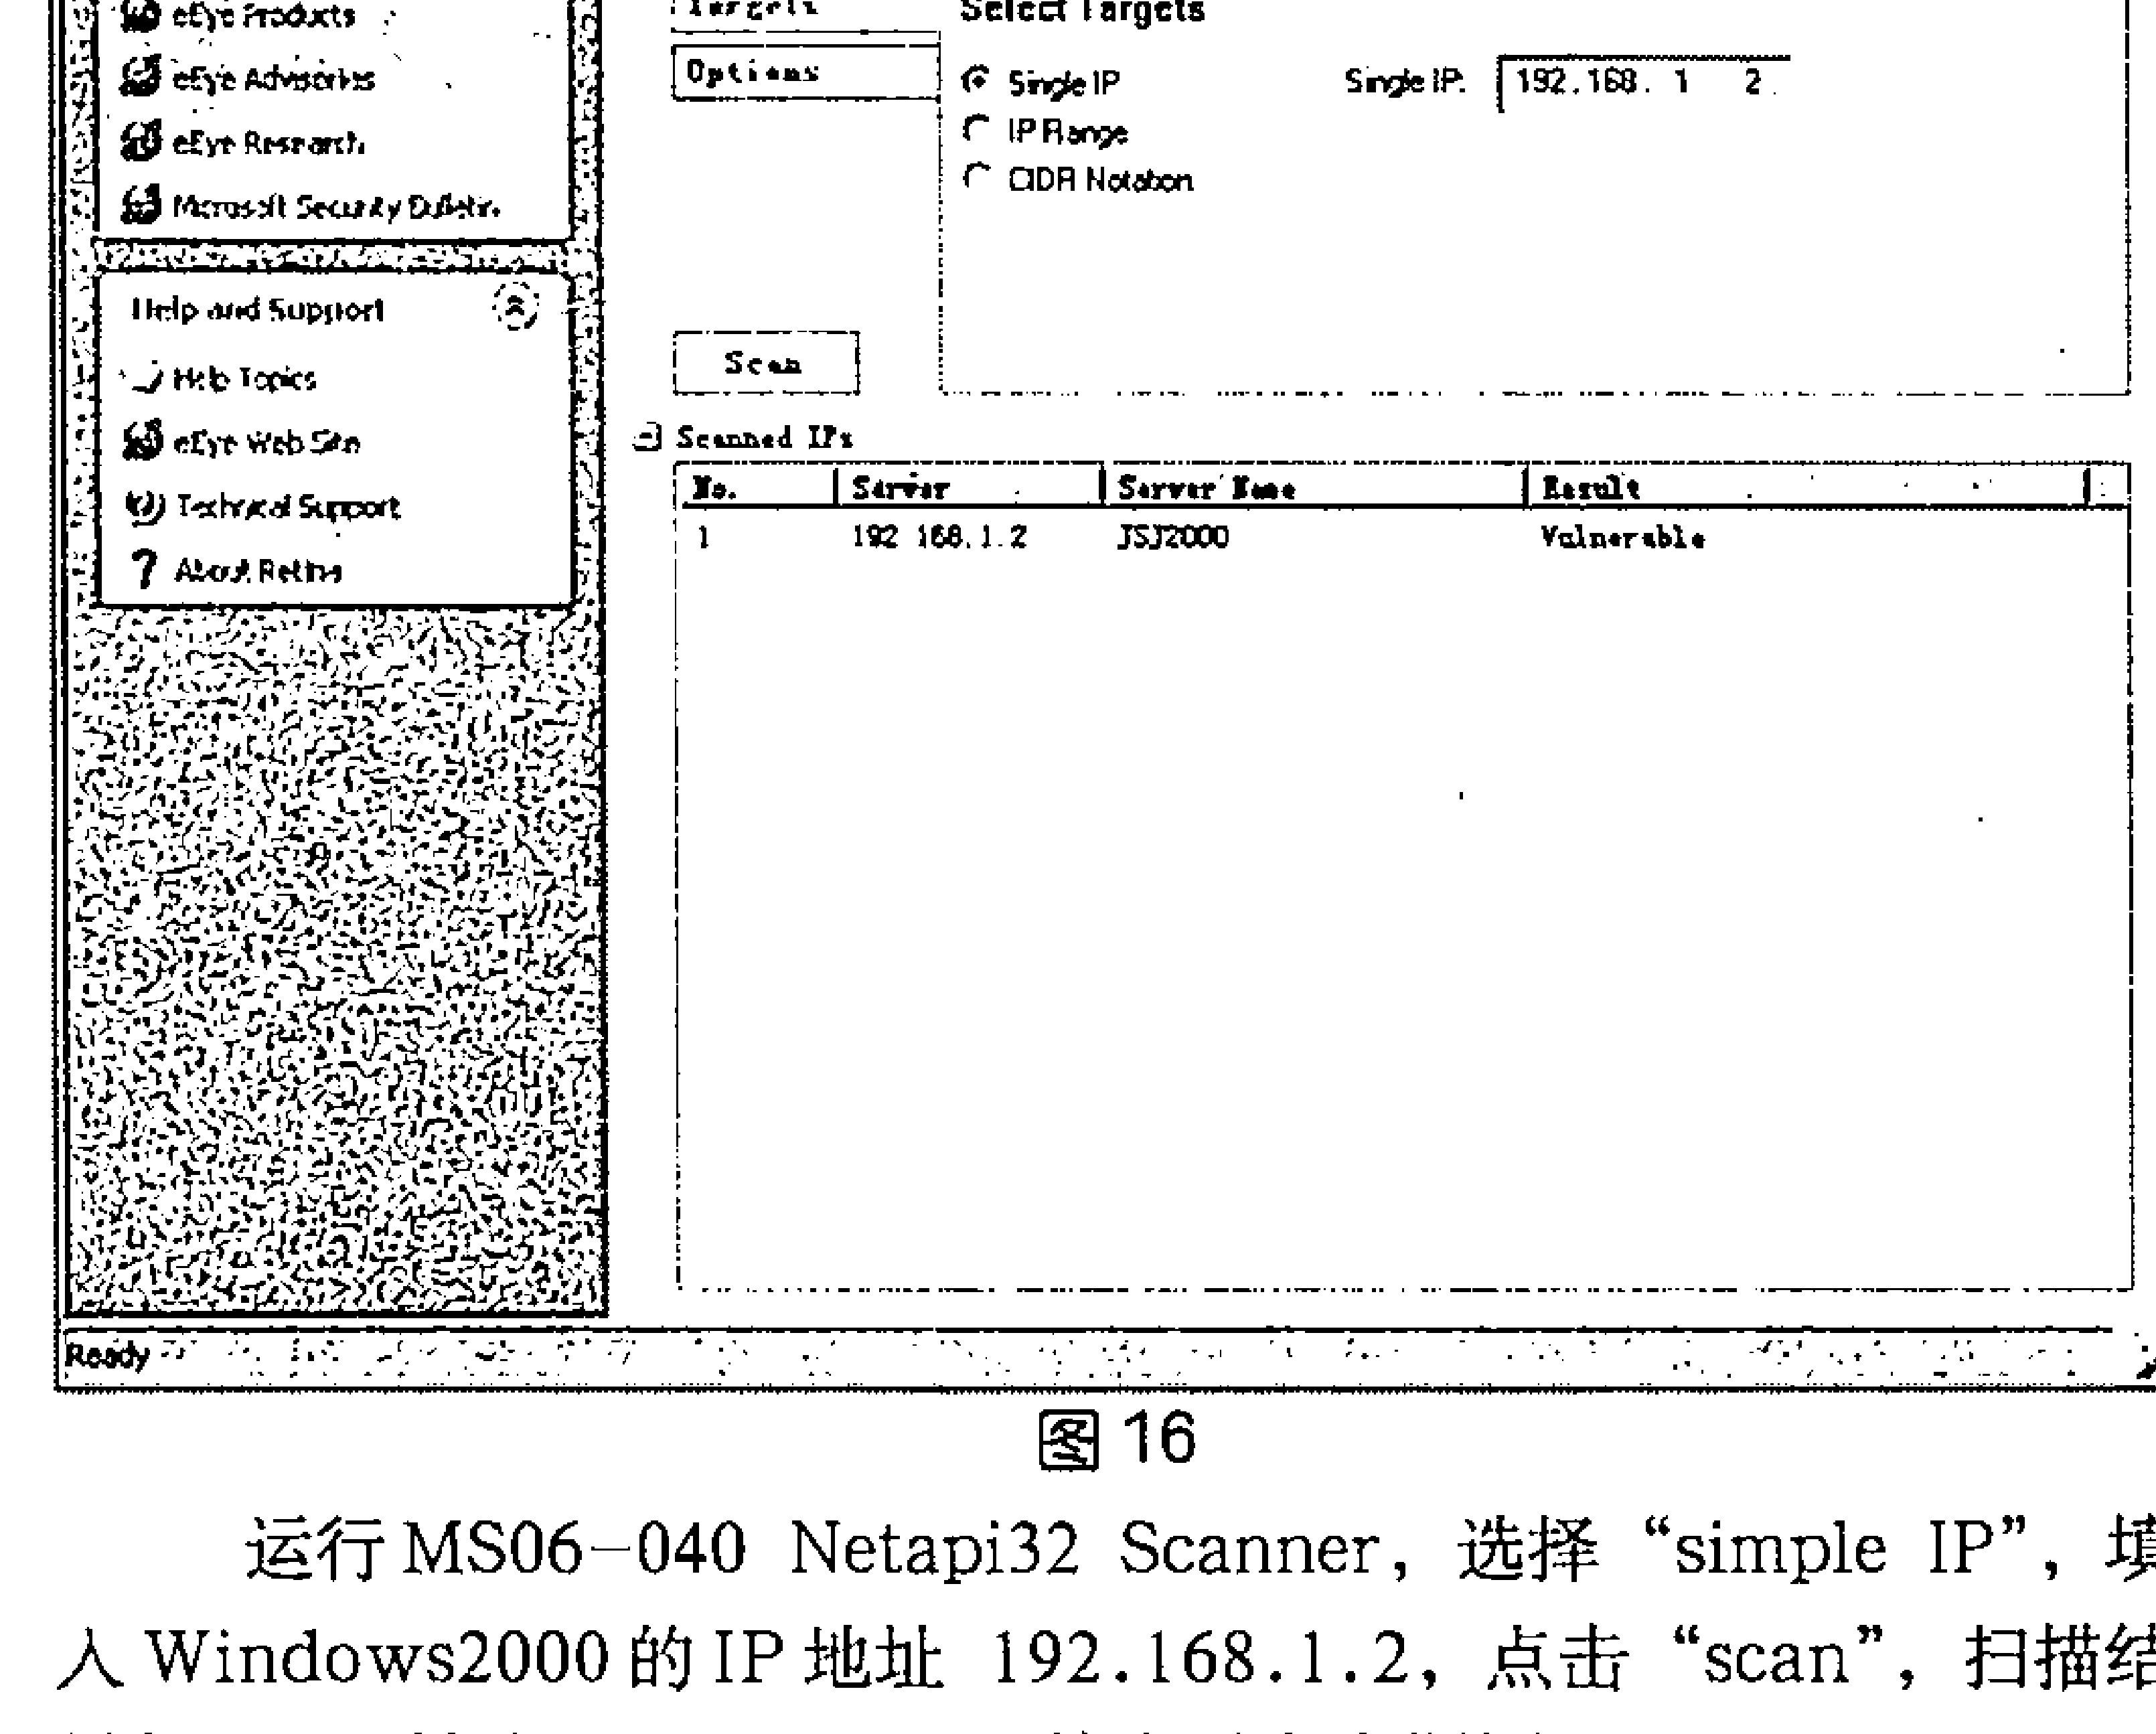 eEye Products
Targets
Select Targets
eEye Advisories
Options
Single IP
Single IP:
192.168. 1 2
eEye Research
IP Range
CIDR Notation
Microsoft Security Bulletin
Help and Support
Help Topics
Scan
eEye Web Site
Technical Support
About Retina
Scanned IPs
No.
Server
Server Name
Result
1
192 168.1.2
JSJ2000
Vulnerable
Ready
图 16
运行 MS06-040 Netapi32 Scanner，选择“simple IP”，填
入 Windows2000 的 IP 地址 192.168.1.2，点击“scan”，扫描结